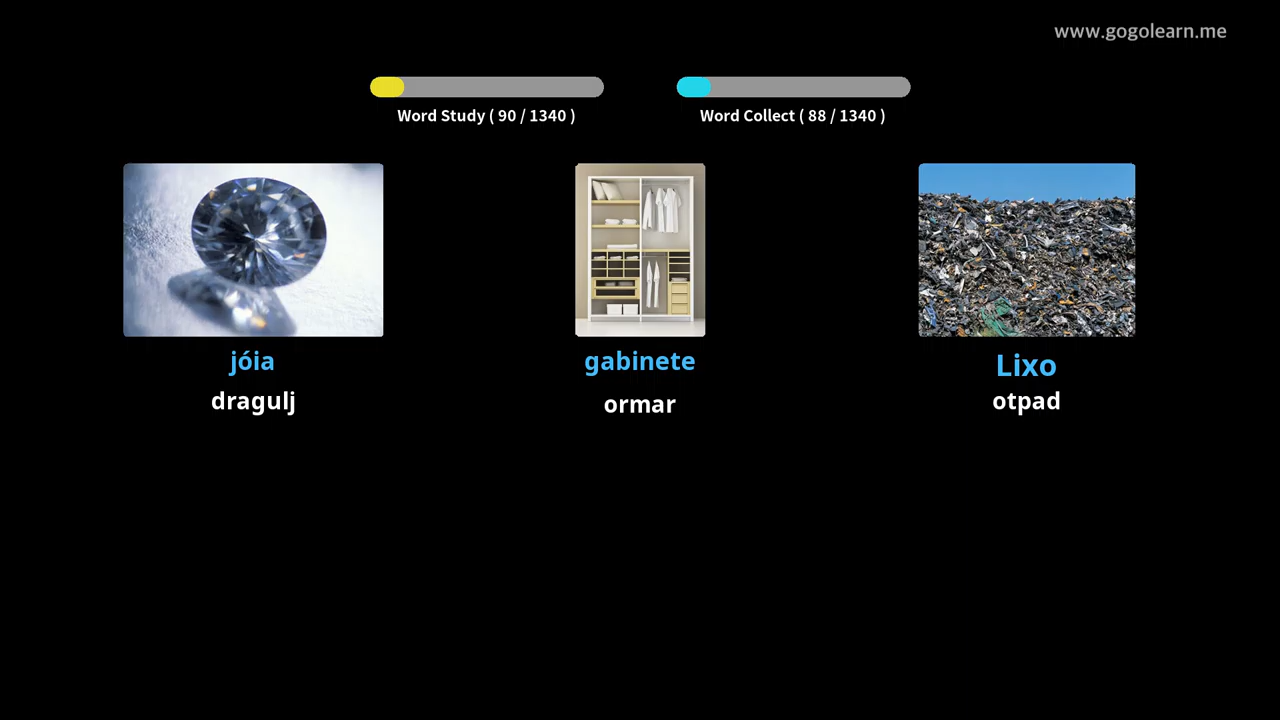 www.gogolearn.me
Word Study ( 90 / 1340 )
Word Collect ( 88 / 1340 )
jóia
gabinete
Lixo
dragulj
ormar
otpad